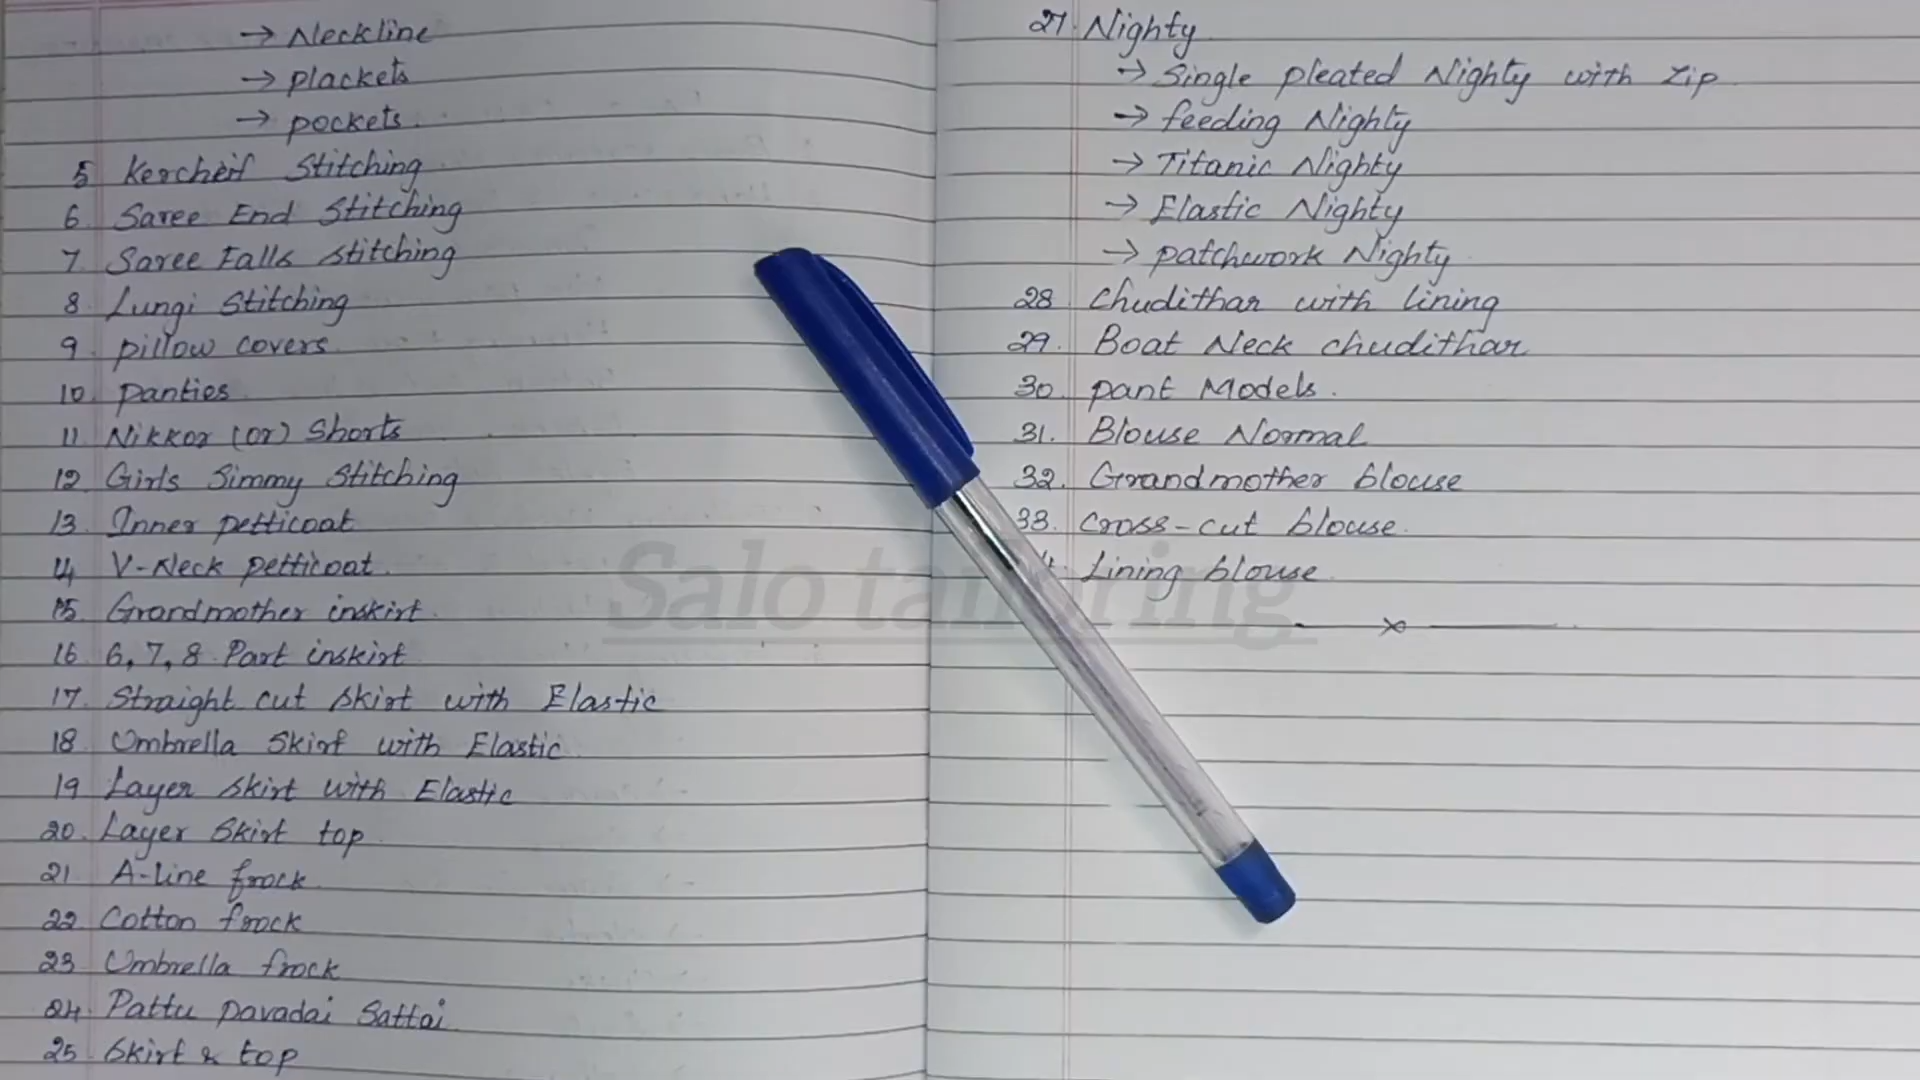 → Neckline
→ plackets
→ pockets.
5 Kercheif Stitching
6. Saree End Stitching
7. Saree Falls Stitching
8. Lungi Stitching
9. pillow covers
10. panties
11. Nikkor (or) Shorts
12. Girls Simmy Stitching
13. Inner petticoat
14 V-Neck petticoat.
15. Grandmother inskirt.
16. 6, 7, 8 Part inskirt
17. Straight cut skirt with Elastic
18. Umbrella Skirt with Elastic
19 Layer skirt with Elastic
20. Layer Skirt top.
21 A-line frock.
22 Cotton frock
23 Umbrella frock
24. Pattu pavadai Sattai
25. Skirt & top
27. Nighty
→ Single pleated Nighty with zip.
→ feeding Nighty
→ Titanic Nighty
→ Elastic Nighty
→ patchwork Nighty
28. Chudithar with lining
29. Boat Neck chudithar
30. pant Models.
31. Blouse Normal
32. Grandmother blouse
33. Cross-cut blouse.
4. Lining blouse.
Salo tailoring